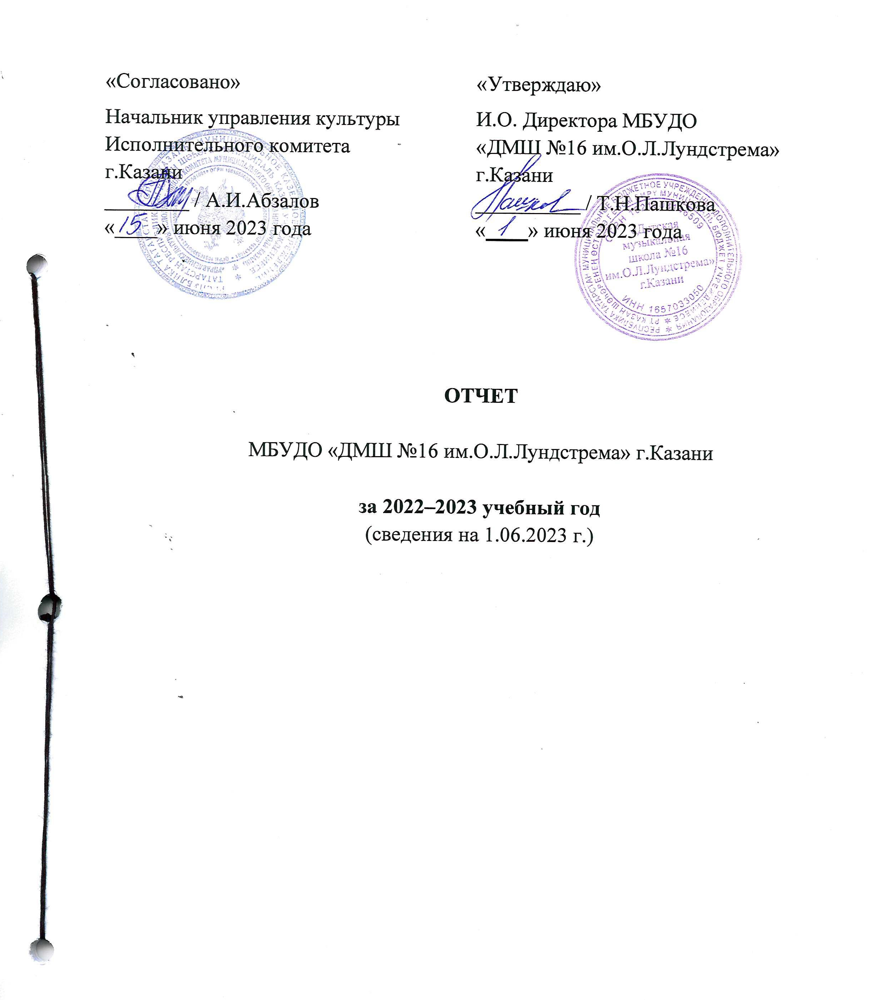 «Согласовано»
Начальник управления культуры
Исполнительного комитета
г.Казани
/ А.И.Абзалов
«15» июня 2023 года
«Утверждаю»
И.О. Директора МБУДО
«ДМШ №16 им.О.Л.Лундстрема»
г.Казани
/ Т.Н.Пашкова
«1» июня 2023 года
«Детская
музыкальная
школа №16
им.О.Л.Лундстрема»
г.Казани
ИНН 1657033050
ОТЧЕТ
МБУДО «ДМШ №16 им.О.Л.Лундстрема» г.Казани
за 2022–2023 учебный год
(сведения на 1.06.2023 г.)